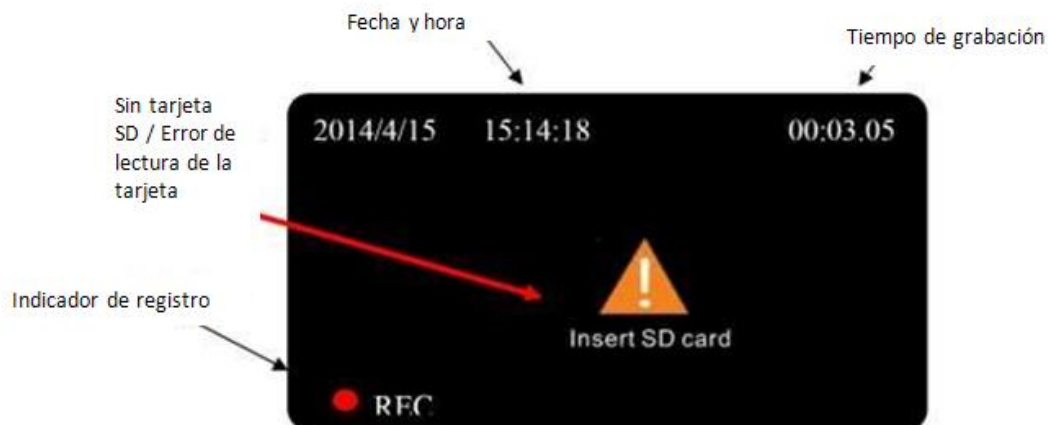 Fecha y hora
Tiempo de grabación
Sin tarjeta
SD / Error de
lectura de la
tarjeta
2014/4/15 15:14:18 00:03.05
Insert SD card
Indicador de registro
REC